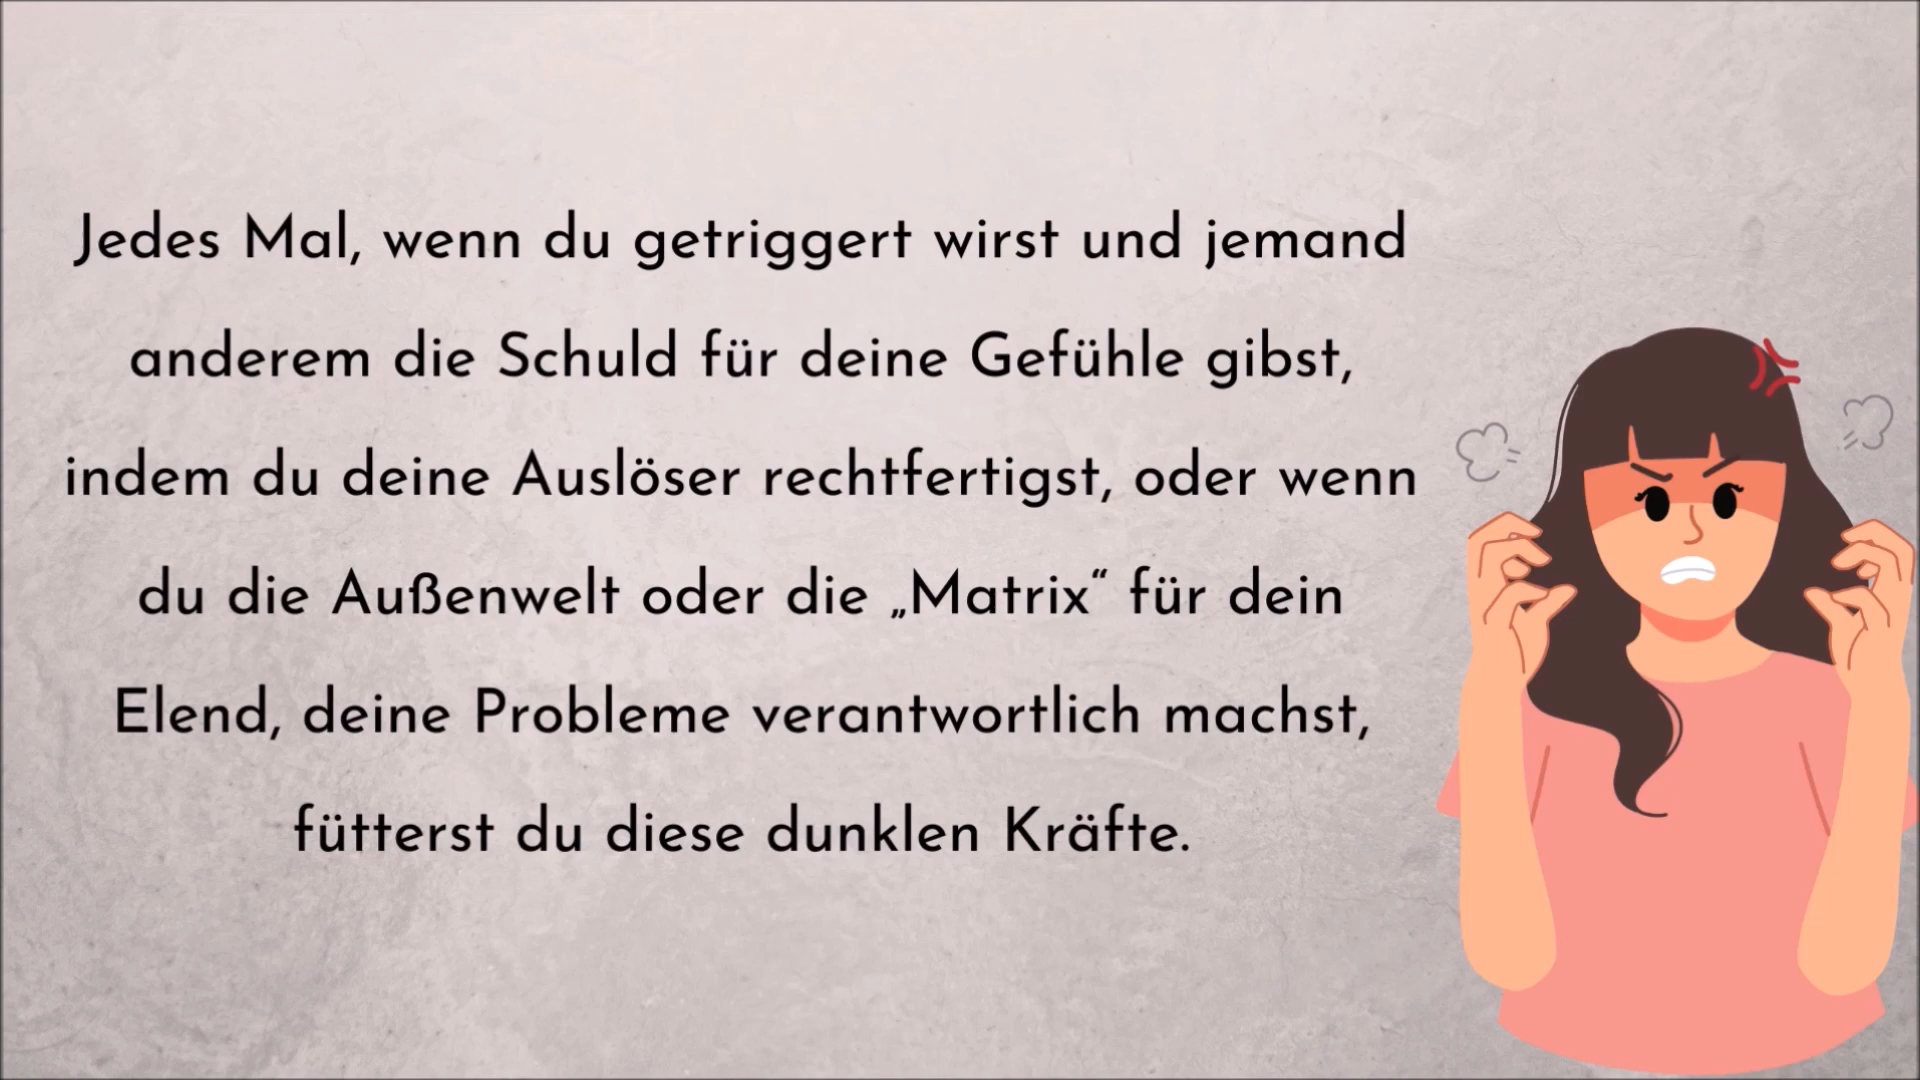 Jedes Mal, wenn du getriggert wirst und jemand
anderem die Schuld für deine Gefühle gibst,
indem du deine Auslöser rechtfertigst, oder wenn
du die Außenwelt oder die „Matrix“ für dein
Elend, deine Probleme verantwortlich machst,
fütterst du diese dunklen Kräfte.